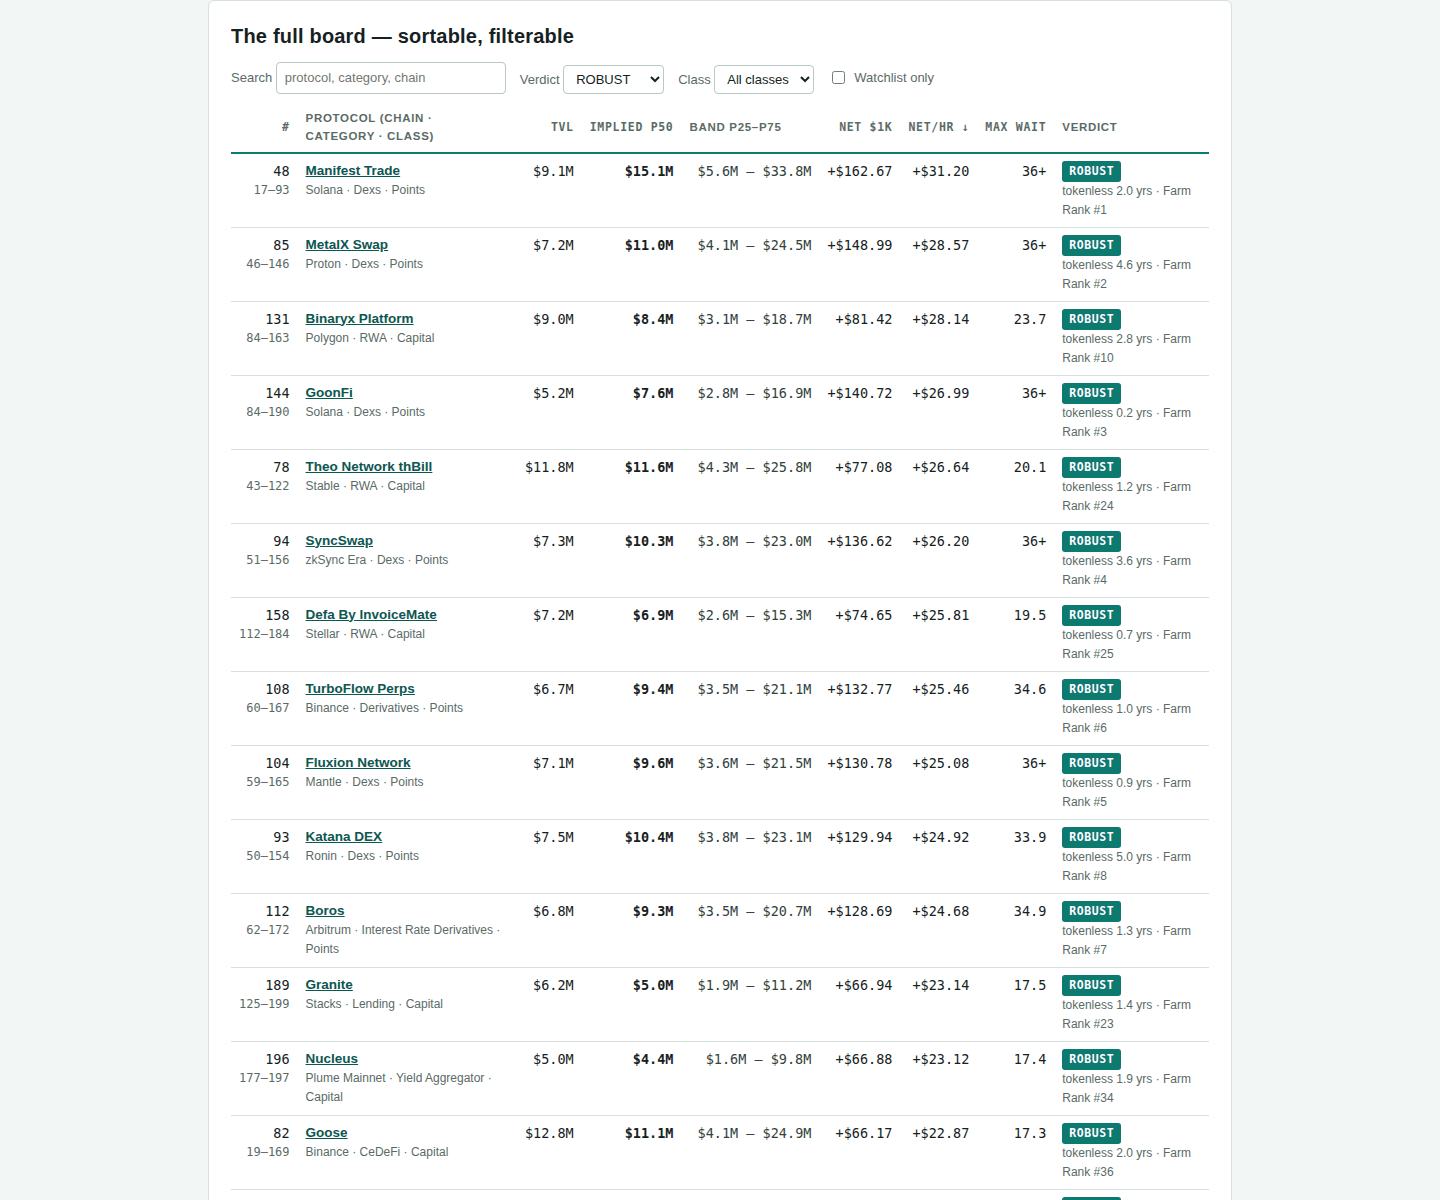 The full board — sortable, filterable
Search protocol, category, chain Verdict ROBUST Class All classes Watchlist only
# PROTOCOL (CHAIN · CATEGORY · CLASS) TVL IMPLIED P50 BAND P25–P75 NET $1K NET/HR ↓ MAX WAIT VERDICT
48 Manifest Trade $9.1M $15.1M $5.6M — $33.8M +$162.67 +$31.20 36+ ROBUST
17–93 Solana · Dexs · Points tokenless 2.0 yrs · Farm
Rank #1
85 MetalX Swap $7.2M $11.0M $4.1M — $24.5M +$148.99 +$28.57 36+ ROBUST
46–146 Proton · Dexs · Points tokenless 4.6 yrs · Farm
Rank #2
131 Binaryx Platform $9.0M $8.4M $3.1M — $18.7M +$81.42 +$28.14 23.7 ROBUST
84–163 Polygon · RWA · Capital tokenless 2.8 yrs · Farm
Rank #10
144 GoonFi $5.2M $7.6M $2.8M — $16.9M +$140.72 +$26.99 36+ ROBUST
84–190 Solana · Dexs · Points tokenless 0.2 yrs · Farm
Rank #3
78 Theo Network thBill $11.8M $11.6M $4.3M — $25.8M +$77.08 +$26.64 20.1 ROBUST
43–122 Stable · RWA · Capital tokenless 1.2 yrs · Farm
Rank #24
94 SyncSwap $7.3M $10.3M $3.8M — $23.0M +$136.62 +$26.20 36+ ROBUST
51–156 zkSync Era · Dexs · Points tokenless 3.6 yrs · Farm
Rank #4
158 Defa By InvoiceMate $7.2M $6.9M $2.6M — $15.3M +$74.65 +$25.81 19.5 ROBUST
112–184 Stellar · RWA · Capital tokenless 0.7 yrs · Farm
Rank #25
108 TurboFlow Perps $6.7M $9.4M $3.5M — $21.1M +$132.77 +$25.46 34.6 ROBUST
60–167 Binance · Derivatives · Points tokenless 1.0 yrs · Farm
Rank #6
104 Fluxion Network $7.1M $9.6M $3.6M — $21.5M +$130.78 +$25.08 36+ ROBUST
59–165 Mantle · Dexs · Points tokenless 0.9 yrs · Farm
Rank #5
93 Katana DEX $7.5M $10.4M $3.8M — $23.1M +$129.94 +$24.92 33.9 ROBUST
50–154 Ronin · Dexs · Points tokenless 5.0 yrs · Farm
Rank #8
112 Boros $6.8M $9.3M $3.5M — $20.7M +$128.69 +$24.68 34.9 ROBUST
62–172 Arbitrum · Interest Rate Derivatives · tokenless 1.3 yrs · Farm
Points Rank #7
189 Granite $6.2M $5.0M $1.9M — $11.2M +$66.94 +$23.14 17.5 ROBUST
125–199 Stacks · Lending · Capital tokenless 1.4 yrs · Farm
Rank #23
196 Nucleus $5.0M $4.4M $1.6M — $9.8M +$66.88 +$23.12 17.4 ROBUST
177–197 Plume Mainnet · Yield Aggregator · tokenless 1.9 yrs · Farm
Capital Rank #34
82 Goose $12.8M $11.1M $4.1M — $24.9M +$66.17 +$22.87 17.3 ROBUST
19–169 Binance · CeDeFi · Capital tokenless 2.0 yrs · Farm
Rank #36